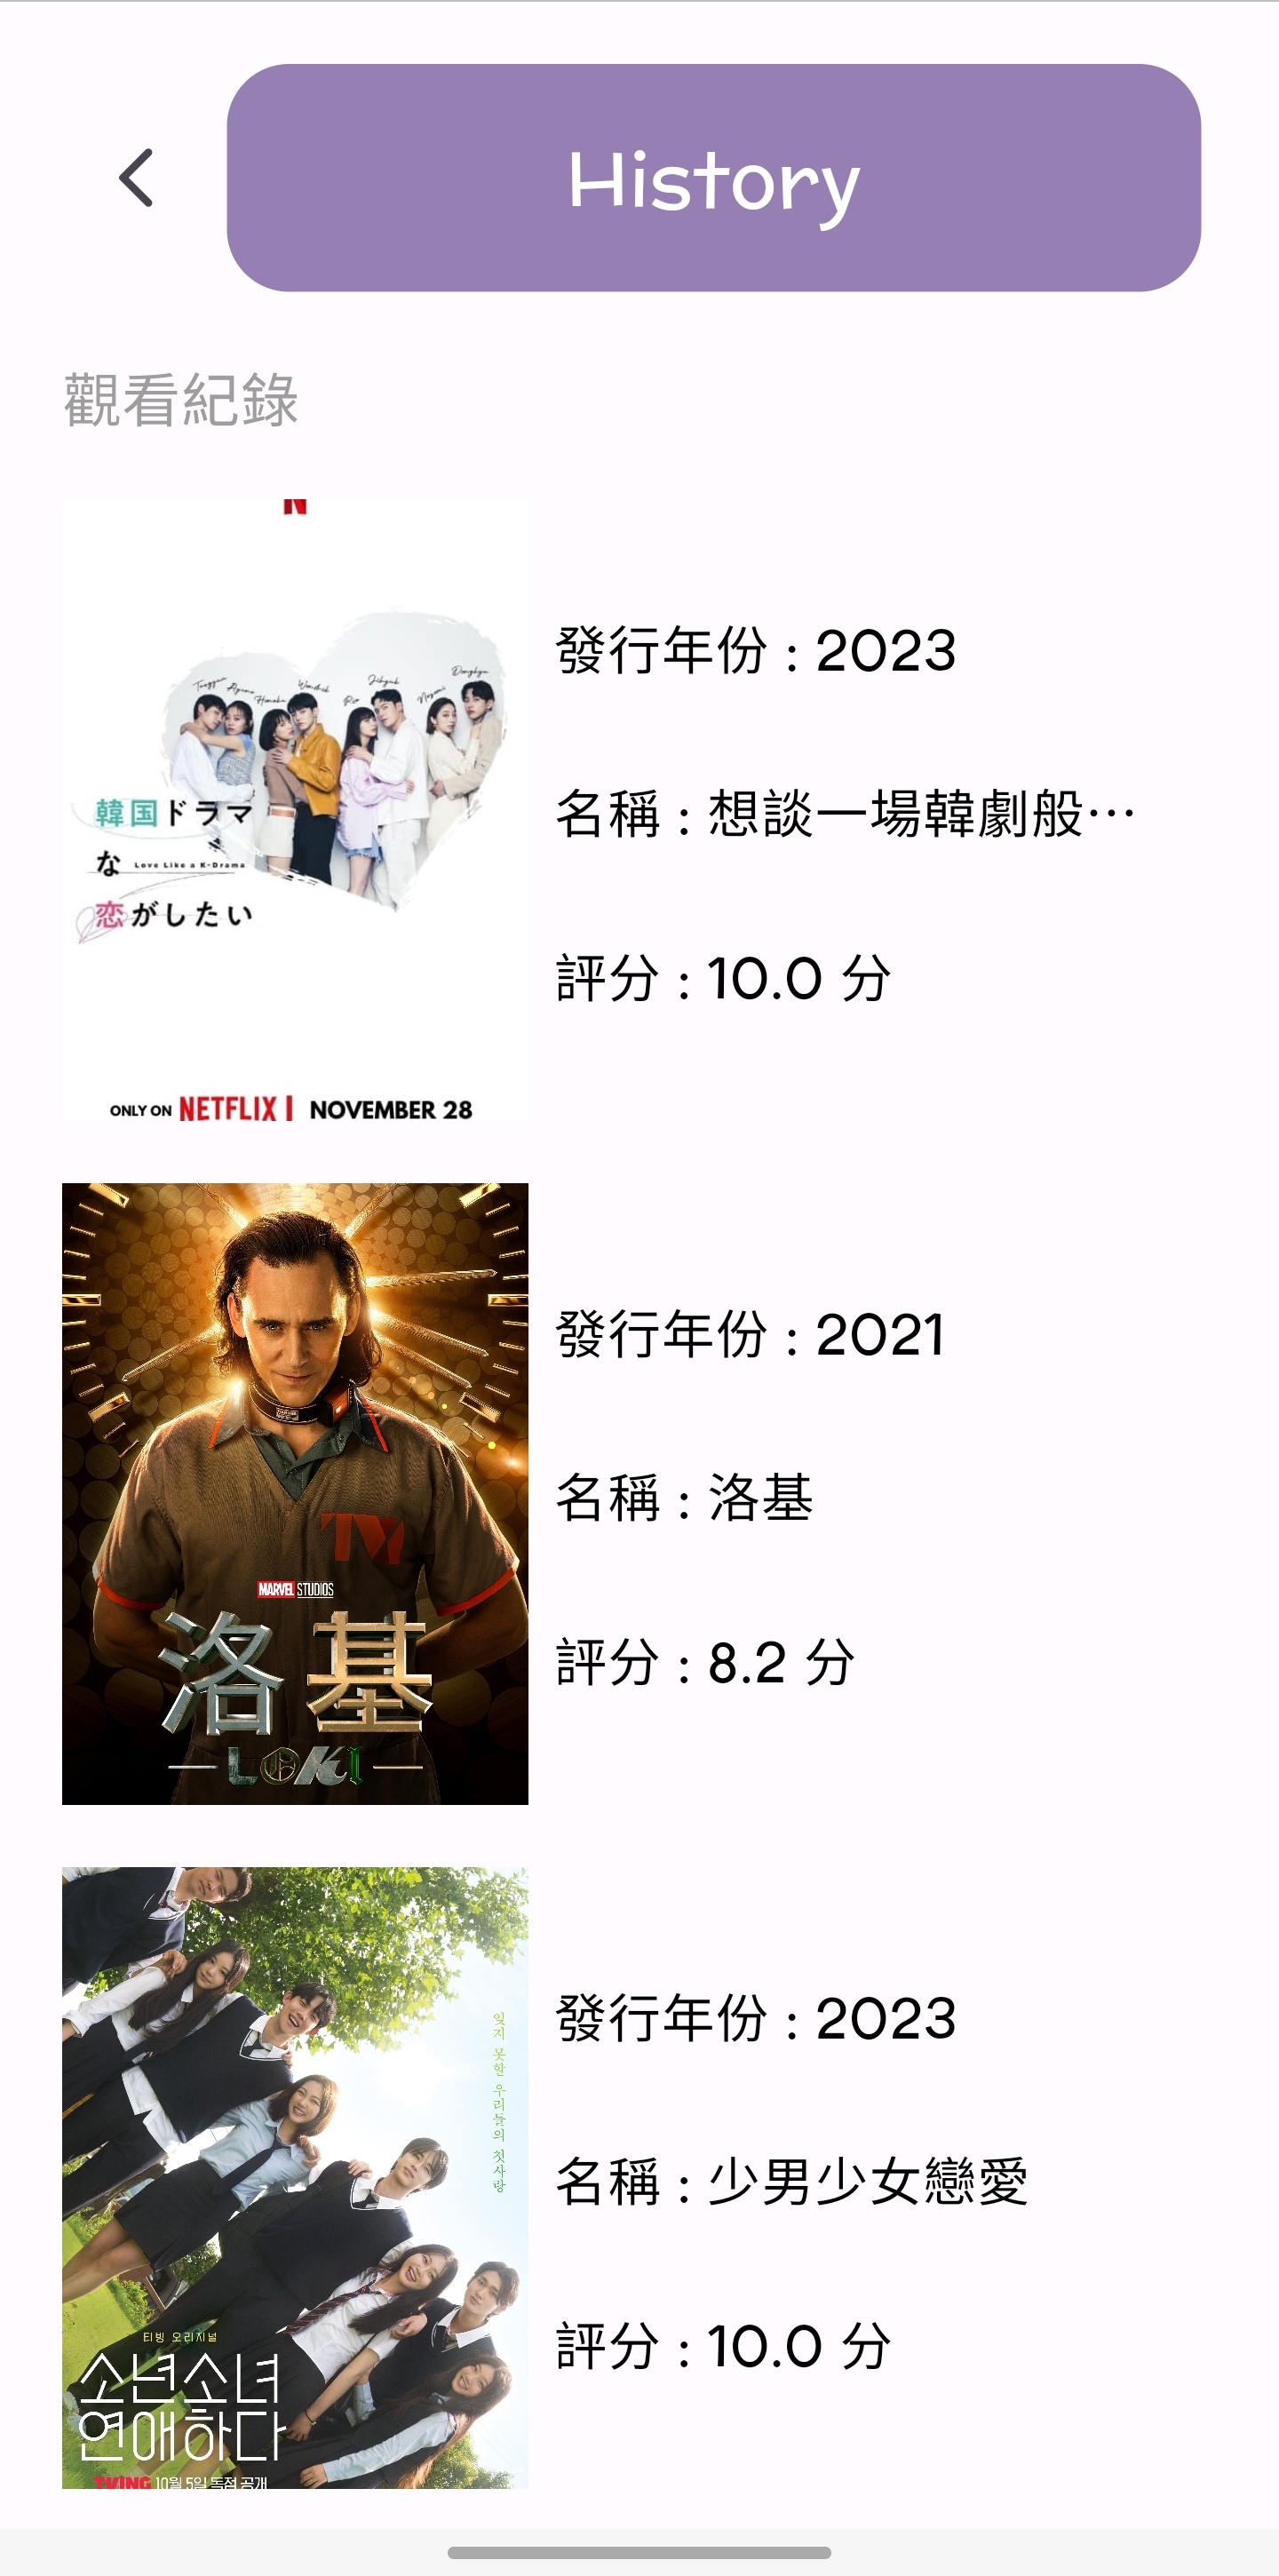 History
觀看紀錄
N
韓国ドラマ
な Love Like a K-Drama
恋がしたい
ONLY ON NETFLIX | NOVEMBER 28
發行年份 : 2023
名稱 : 想談一場韓劇般…
評分 : 10.0 分
MARVEL STUDIOS
洛基
LOKI
發行年份 : 2021
名稱 : 洛基
評分 : 8.2 分
잊지 못할 우리들의 첫사랑
티빙 오리지널
소년소녀
연애하다
TVING 10월 5일 독점 공개
發行年份 : 2023
名稱 : 少男少女戀愛
評分 : 10.0 分